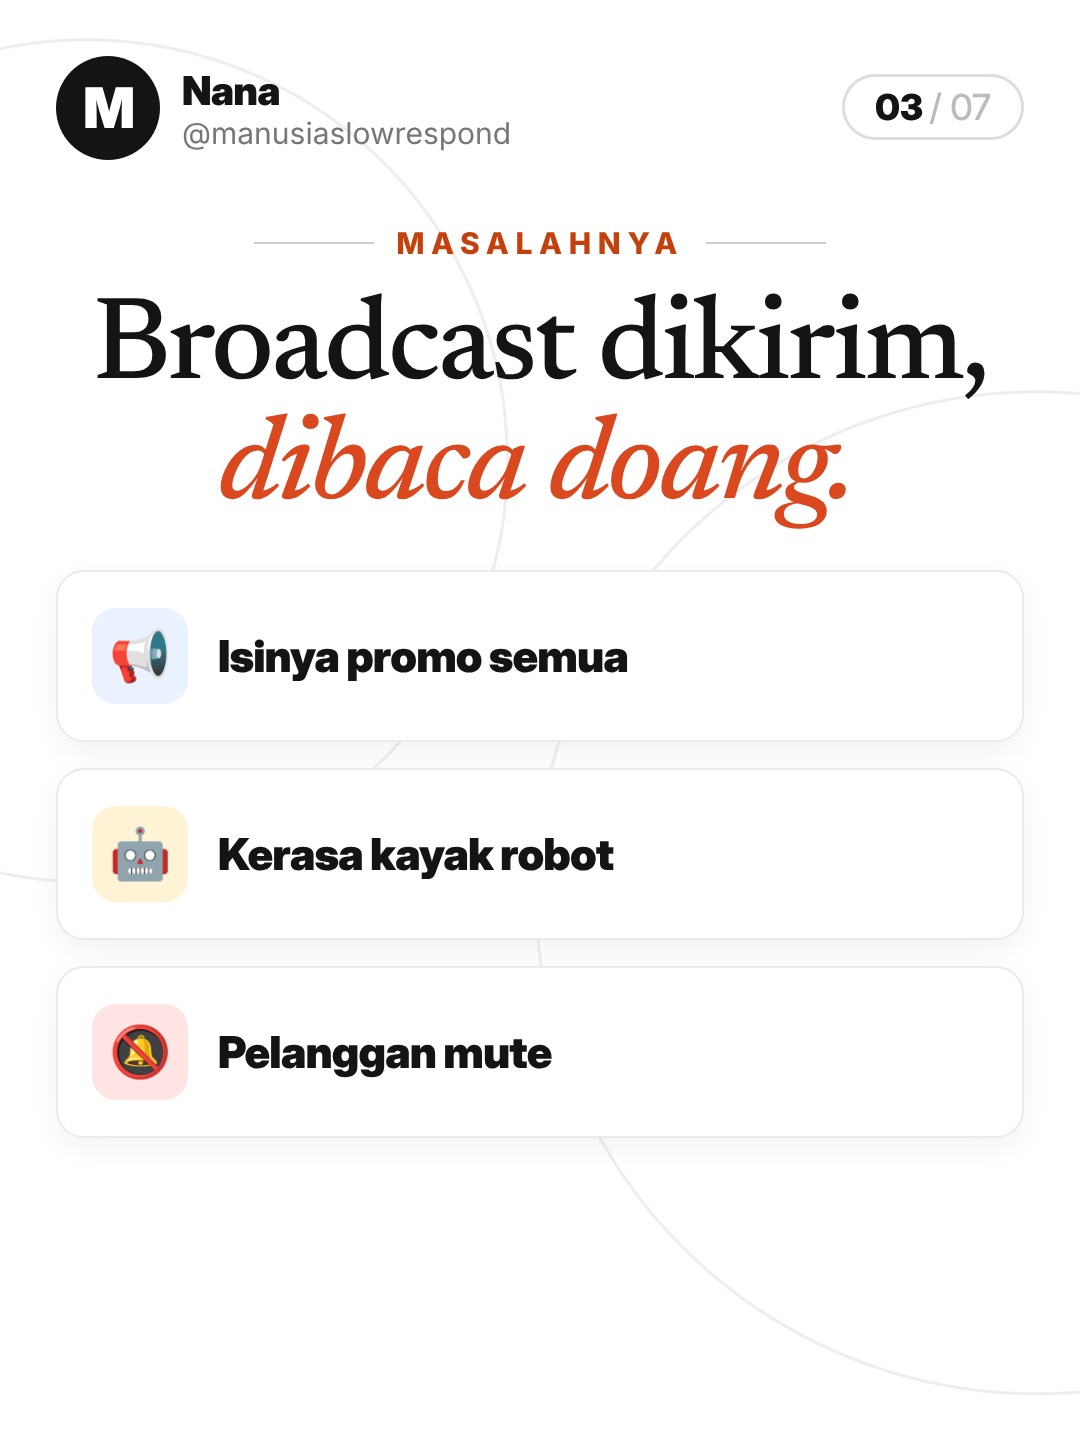 M
Nana
@manusiaslowrespond
03 / 07
MASALAHNYA
Broadcast dikirim,
dibaca doang.
Isinya promo semua
Kerasa kayak robot
Pelanggan mute